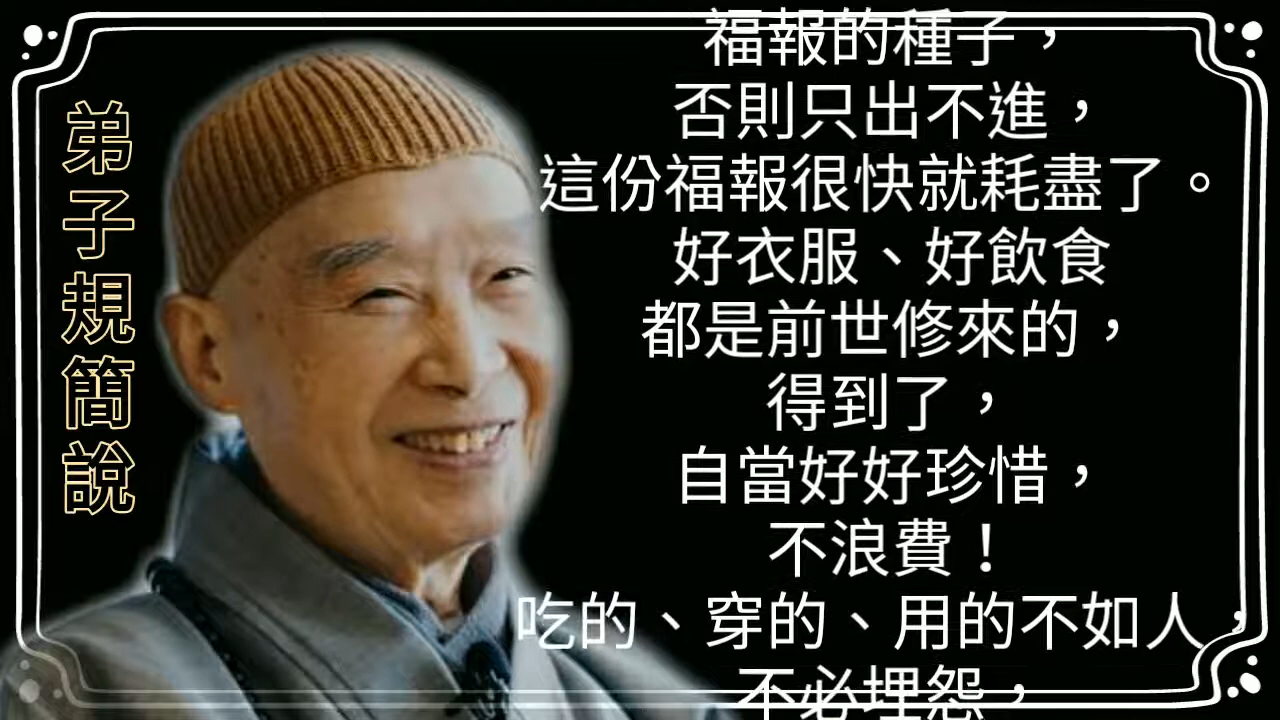 弟子規簡說
福報的種子，
否則只出不進，
這份福報很快就耗盡了。
好衣服、好飲食
都是前世修來的，
得到了，
自當好好珍惜，
不浪費！
吃的、穿的、用的不如人，
不必埋怨，